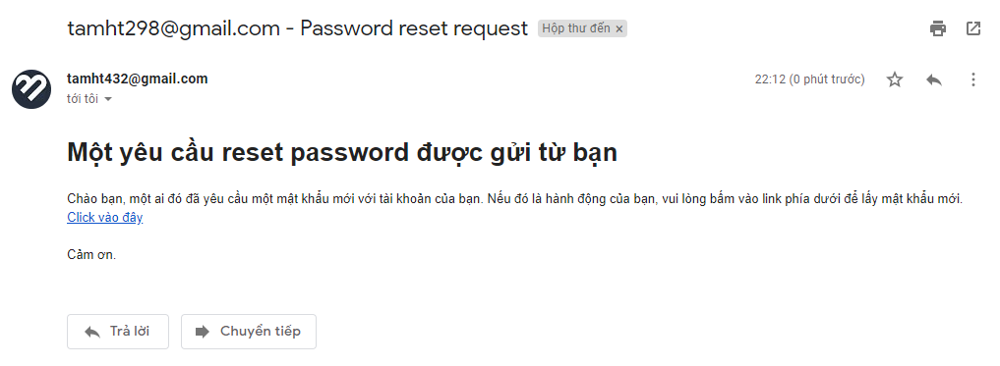 tamht298@gmail.com - Password reset request Hộp thư đến ×
tamht432@gmail.com
22:12 (0 phút trước)
tới tôi
Một yêu cầu reset password được gửi từ bạn
Chào bạn, một ai đó đã yêu cầu một mật khẩu mới với tài khoản của bạn. Nếu đó là hành động của bạn, vui lòng bấm vào link phía dưới để lấy mật khẩu mới.
Click vào đây
Cảm ơn.
Trả lời
Chuyển tiếp